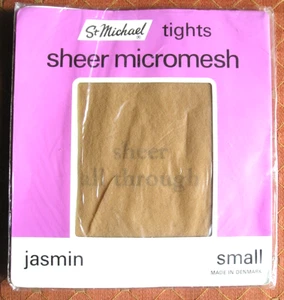 St Michael ® tights
sheer micromesh
sheer
all through
jasmin small
MADE IN DENMARK